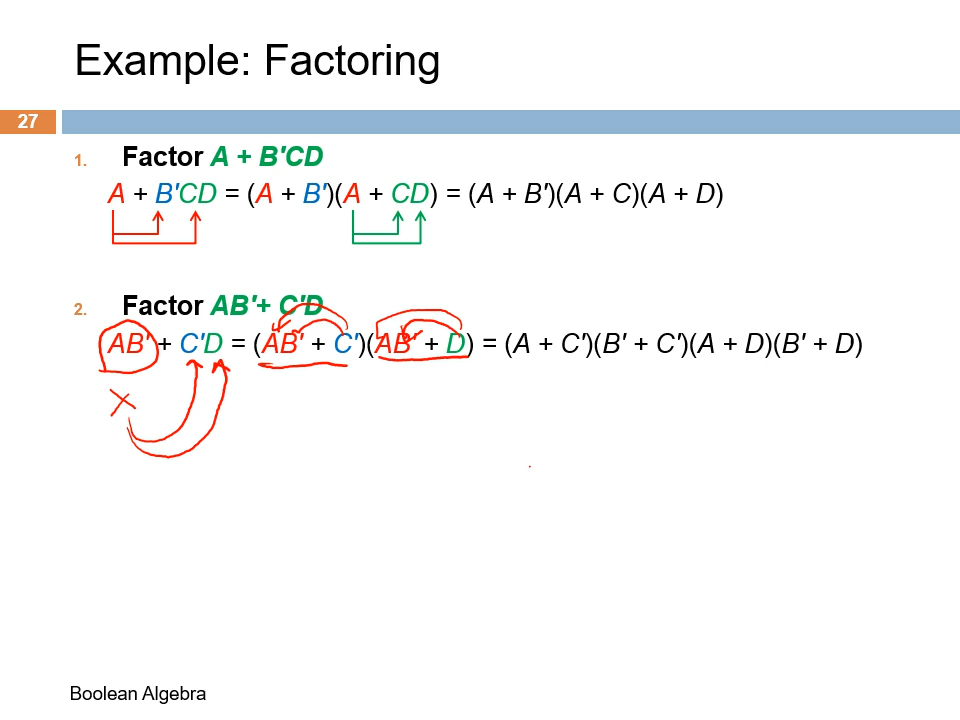 Example: Factoring
27
1. Factor A + B'CD
A + B'CD = (A + B')(A + CD) = (A + B')(A + C)(A + D)
2. Factor AB'+ C'D
AB' + C'D = (AB' + C')(AB' + D) = (A + C')(B' + C')(A + D)(B' + D)
X
Boolean Algebra